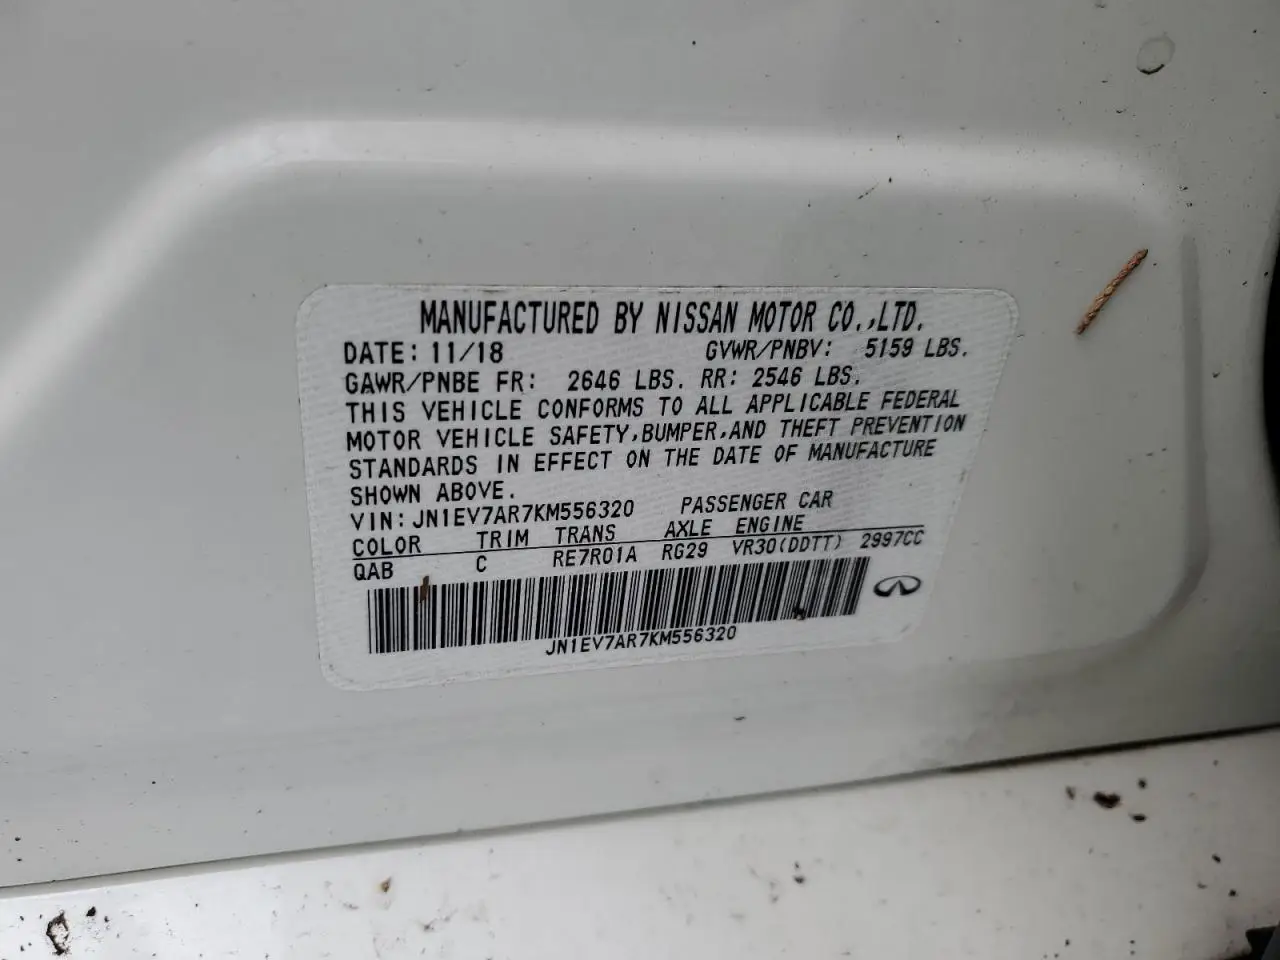 MANUFACTURED BY NISSAN MOTOR CO.,LTD.
DATE: 11/18 GVWR/PNBV: 5159 LBS.
GAWR/PNBE FR: 2646 LBS. RR: 2546 LBS.
THIS VEHICLE CONFORMS TO ALL APPLICABLE FEDERAL
MOTOR VEHICLE SAFETY,BUMPER,AND THEFT PREVENTION
STANDARDS IN EFFECT ON THE DATE OF MANUFACTURE
SHOWN ABOVE.
VIN:JN1EV7AR7KM556320 PASSENGER CAR
COLOR TRIM TRANS AXLE ENGINE
QAB C RE7R01A RG29 VR30(DDTT) 2997CC
JN1EV7AR7KM556320